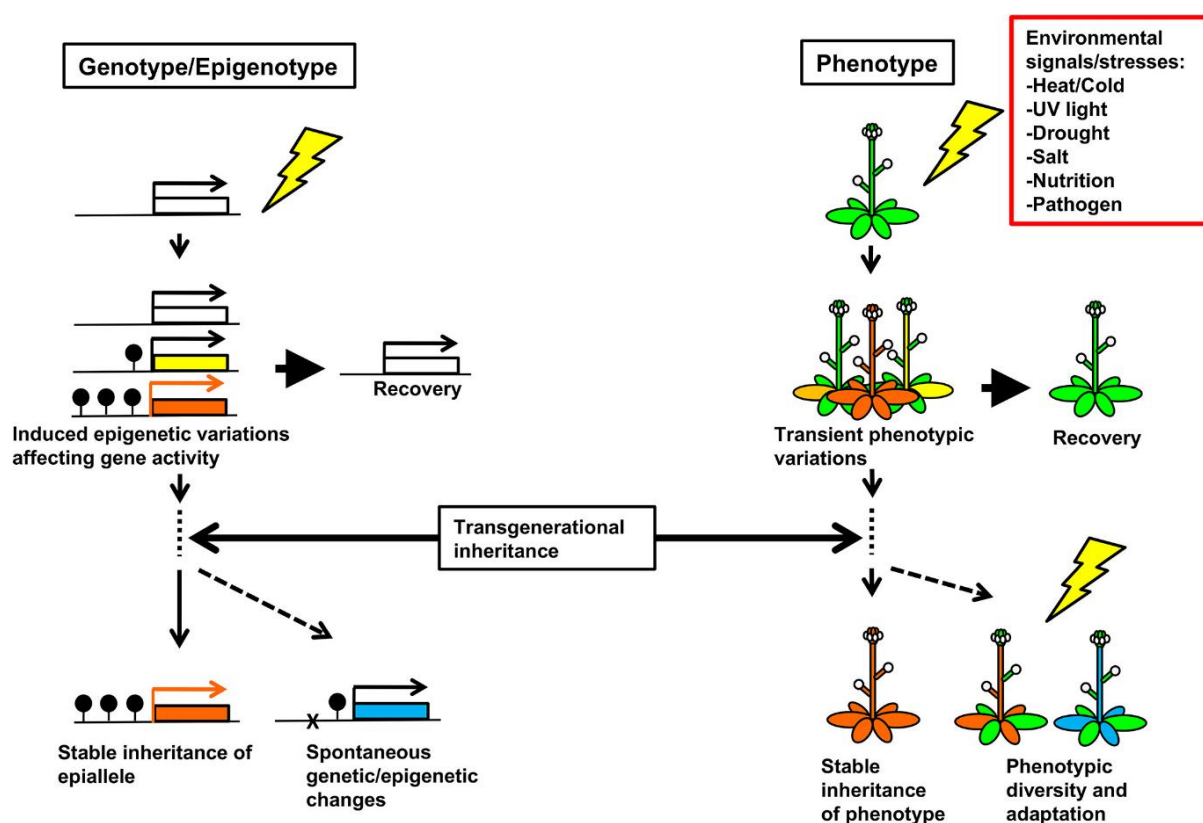 Genotype/Epigenotype
Phenotype
Environmental
signals/stresses:
-Heat/Cold
-UV light
-Drought
-Salt
-Nutrition
-Pathogen
Recovery
Induced epigenetic variations
affecting gene activity
Transient phenotypic
variations
Recovery
Transgenerational
inheritance
X
Stable inheritance of
epiallele
Spontaneous
genetic/epigenetic
changes
Stable
inheritance
of phenotype
Phenotypic
diversity and
adaptation